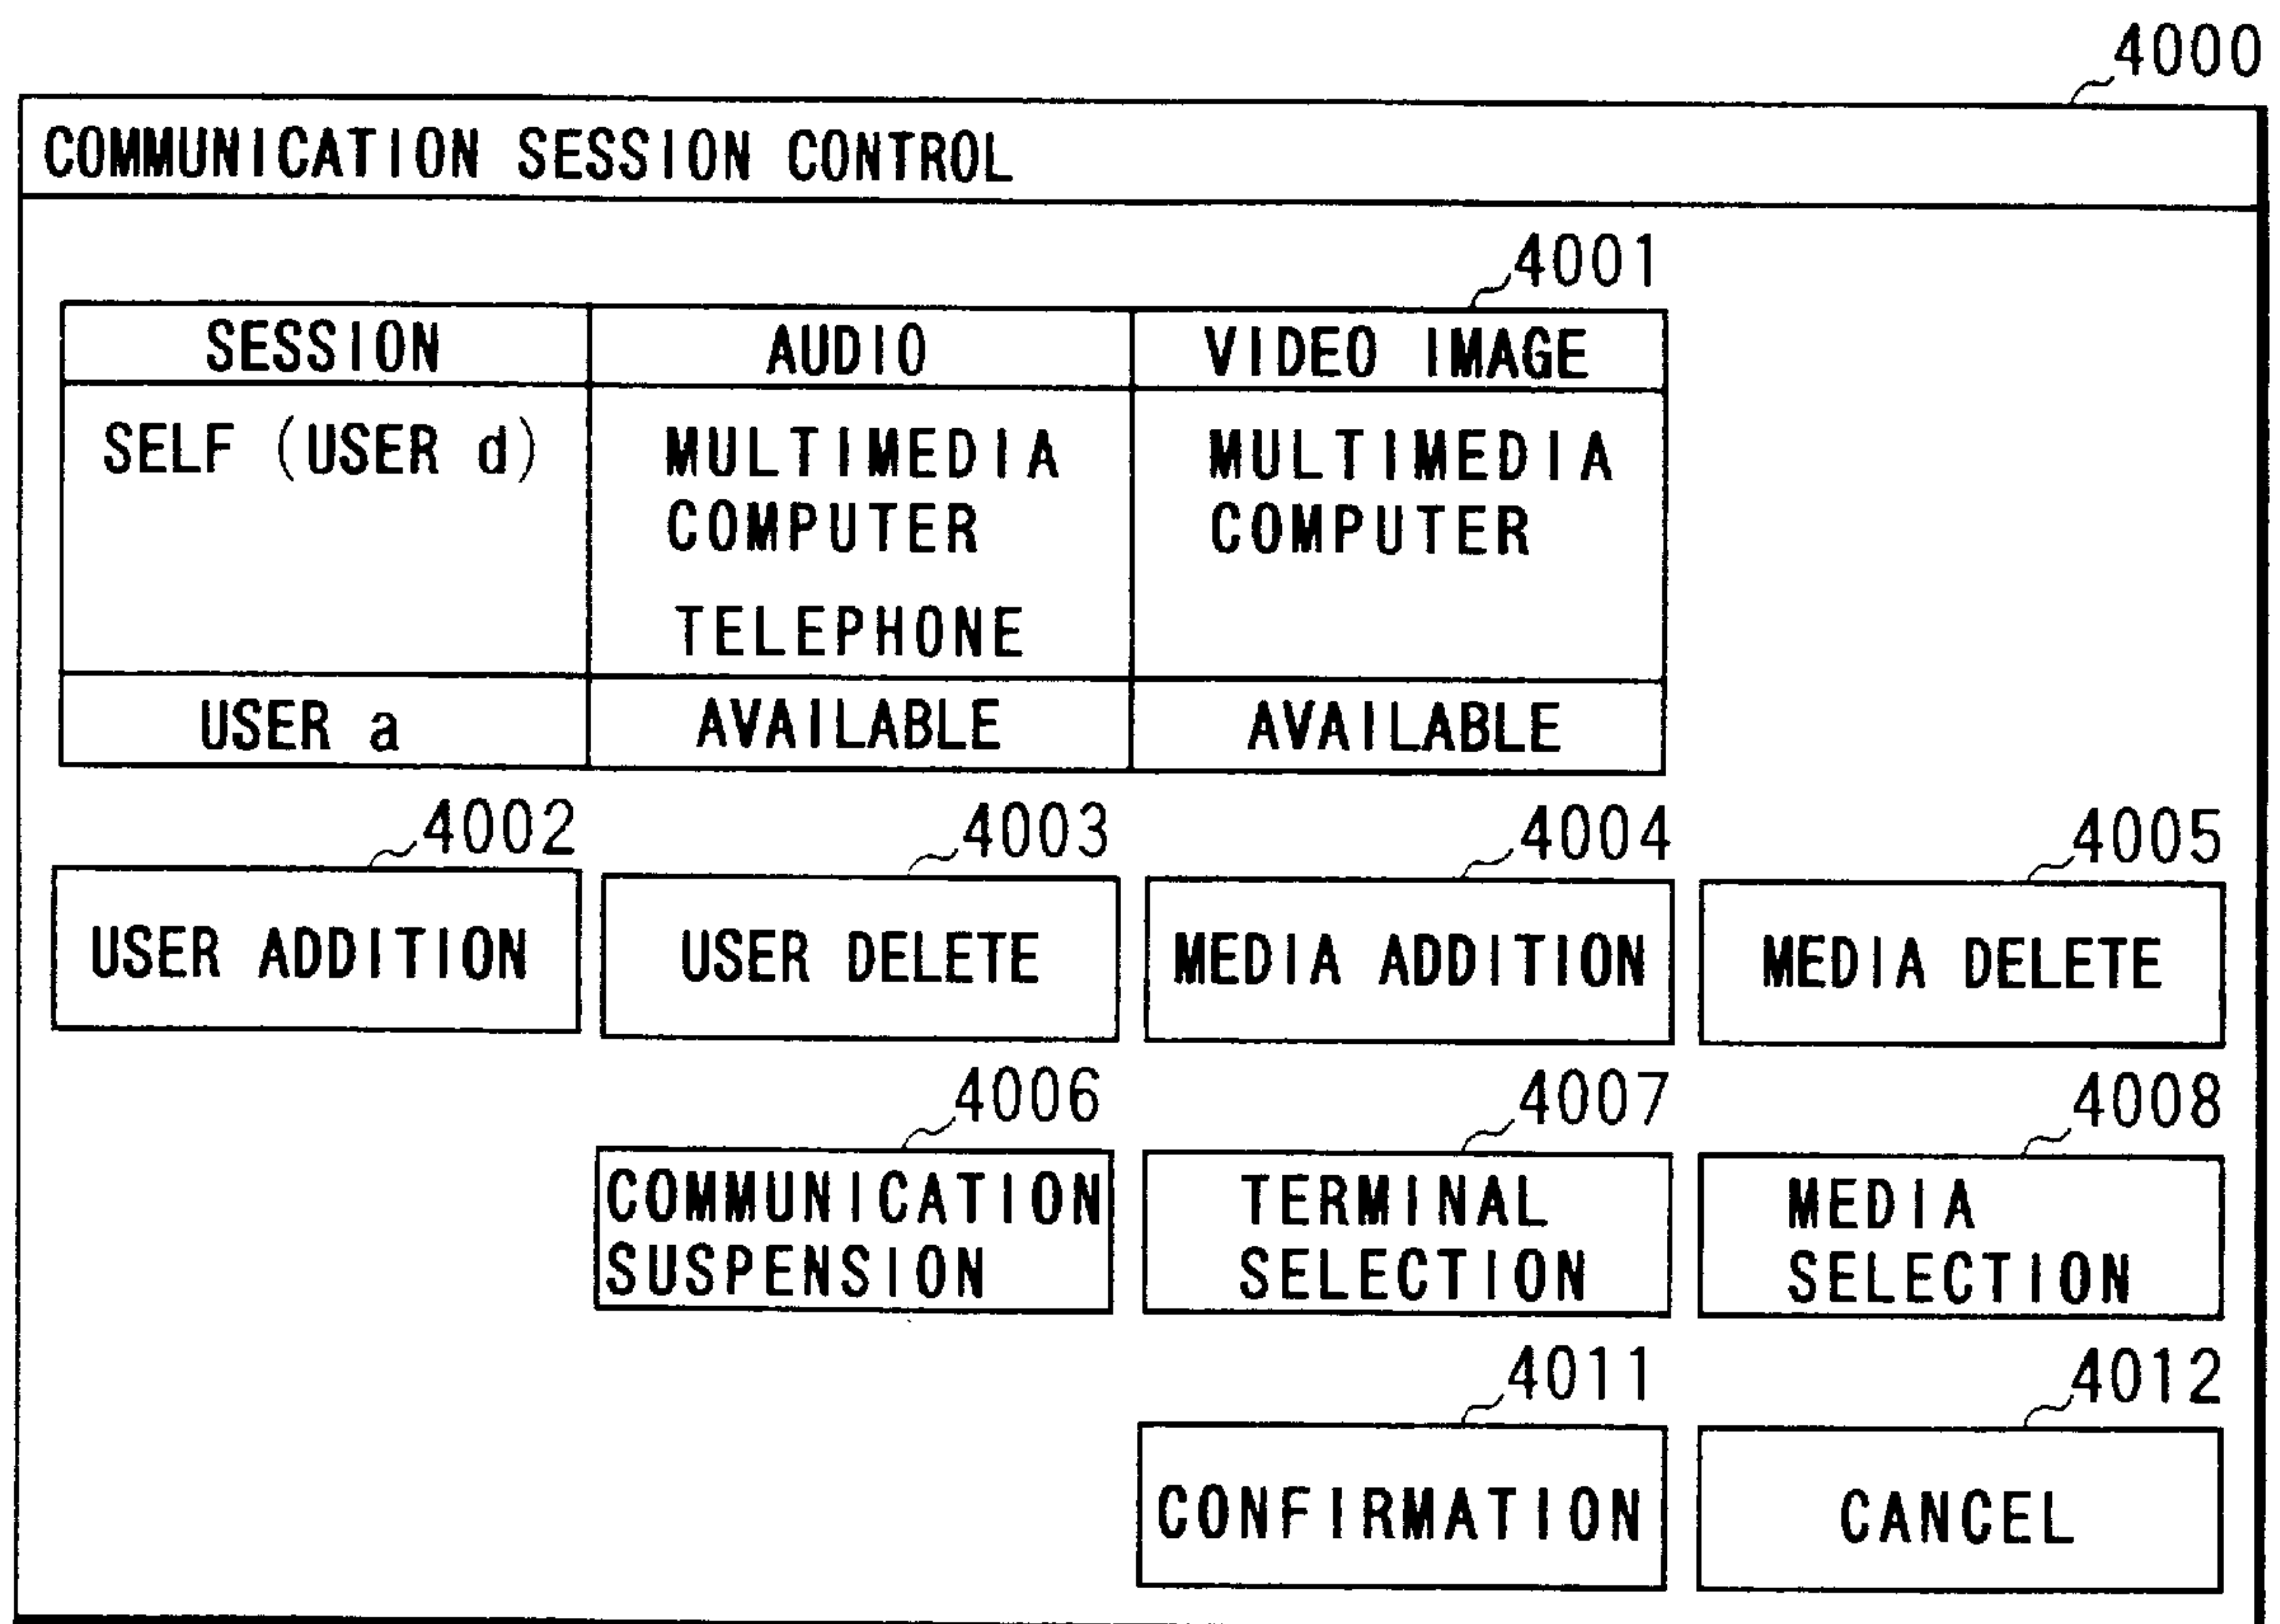 4000
COMMUNICATION SESSION CONTROL
4001
SESSION AUDIO VIDEO IMAGE
SELF (USER d) MULTIMEDIA MULTIMEDIA
COMPUTER COMPUTER
TELEPHONE
USER a AVAILABLE AVAILABLE
4002 4003 4004 4005
USER ADDITION USER DELETE MEDIA ADDITION MEDIA DELETE
4006 4007 4008
COMMUNICATION TERMINAL MEDIA
SUSPENSION SELECTION SELECTION
4011 4012
CONFIRMATION CANCEL